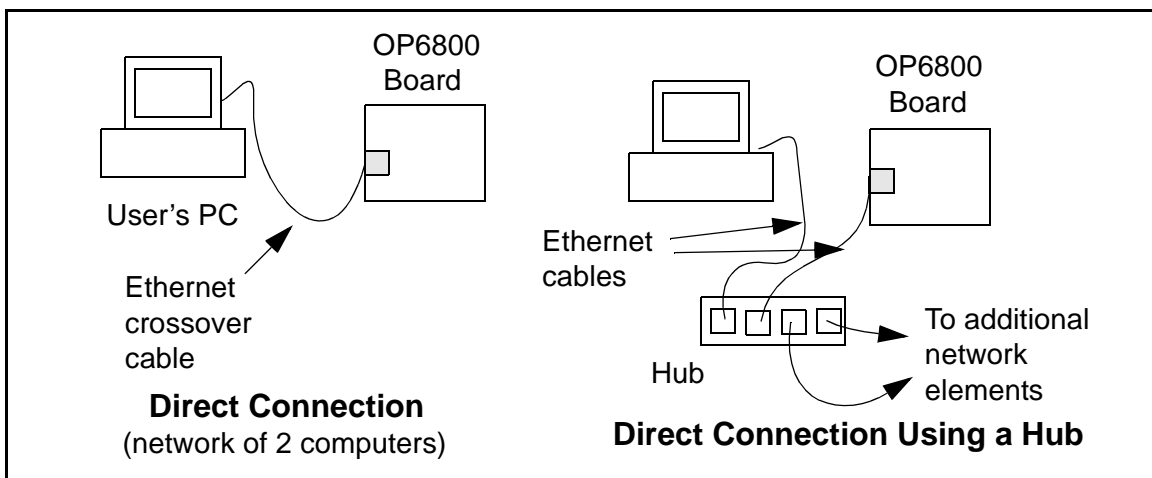 OP6800
Board
User's PC
Ethernet
crossover
cable
Direct Connection
(network of 2 computers)
OP6800
Board
Ethernet
cables
Hub
To additional
network
elements
Direct Connection Using a Hub